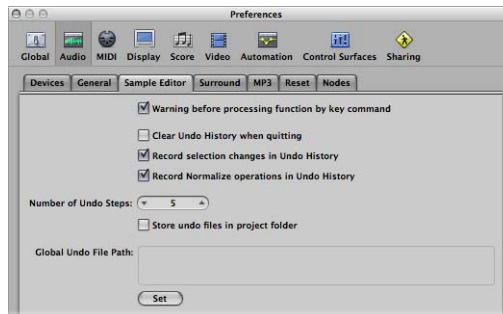 Preferences
Global Audio MIDI Display Score Video Automation Control Surfaces Sharing
Devices General Sample Editor Surround MP3 Reset Nodes
Warning before processing function by key command
Clear Undo History when quitting
Record selection changes in Undo History
Record Normalize operations in Undo History
Number of Undo Steps: 5
Store undo files in project folder
Global Undo File Path:
Set